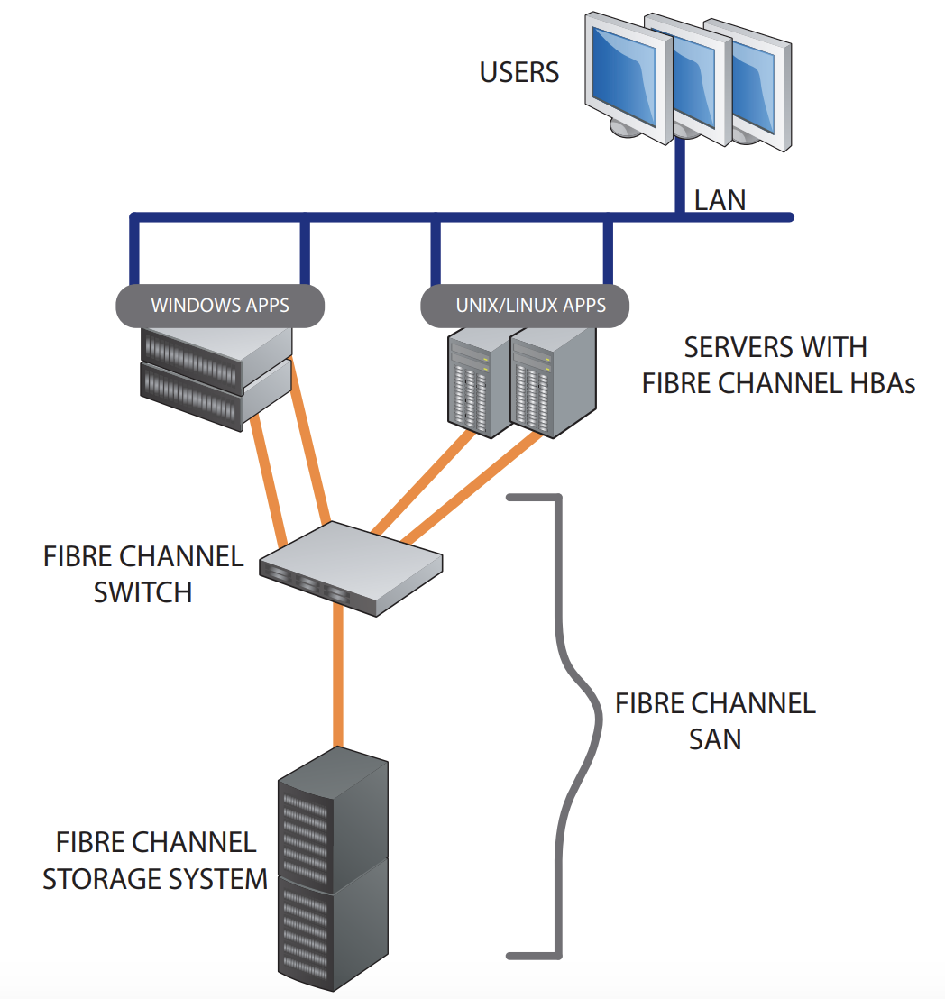 USERS
LAN
WINDOWS APPS
UNIX/LINUX APPS
SERVERS WITH
FIBRE CHANNEL HBAs
FIBRE CHANNEL
SWITCH
FIBRE CHANNEL
SAN
FIBRE CHANNEL
STORAGE SYSTEM